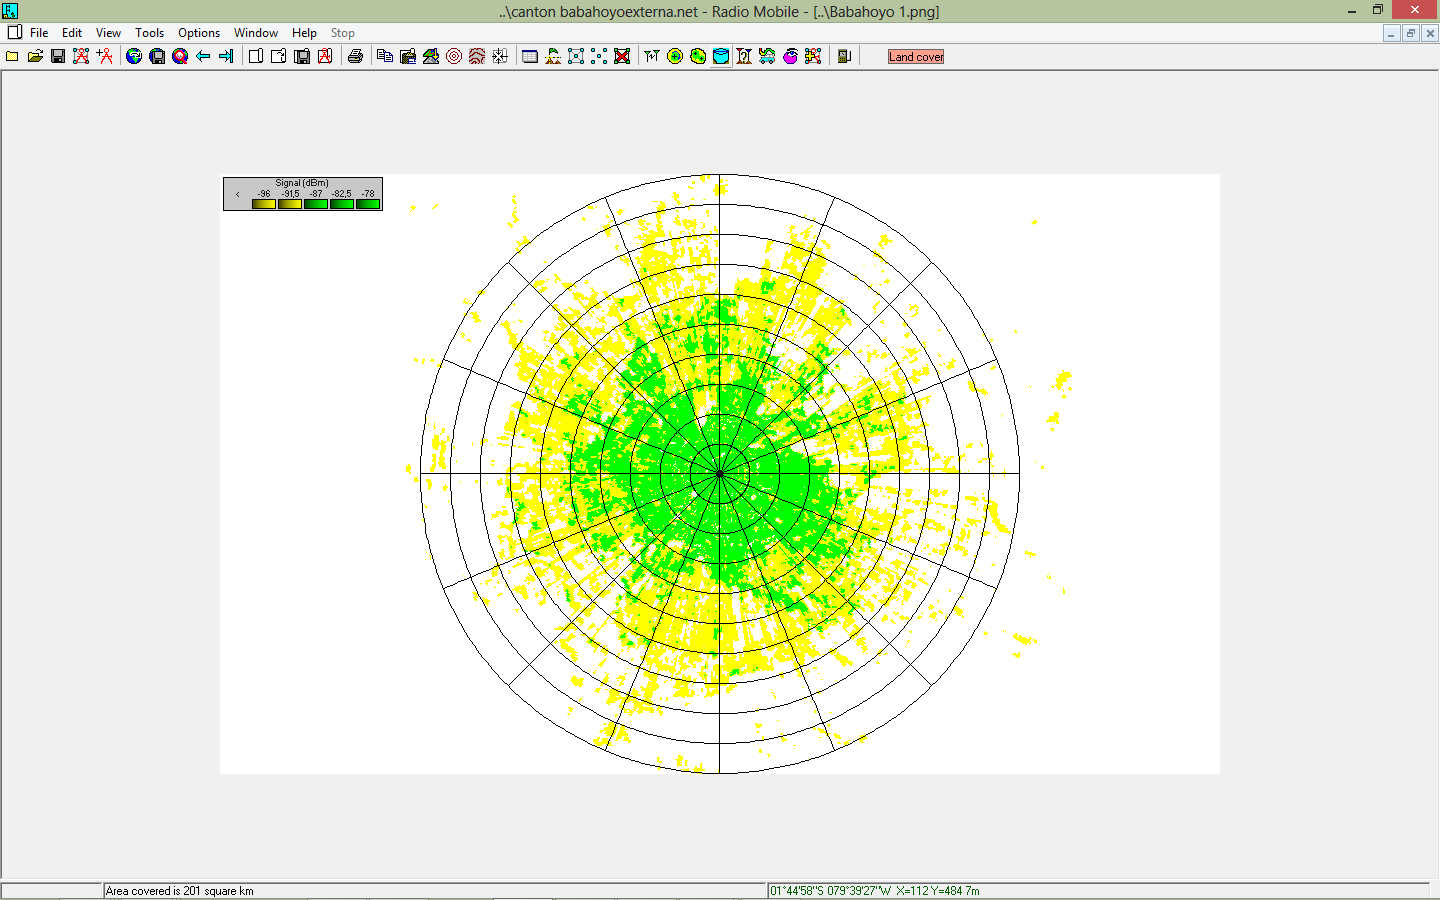 ..\canton babahoyoexterna.net - Radio Mobile - [..\Babahoyo 1.png]
File Edit View Tools Options Window Help Stop
Land cover
Signal (dBm)
< -96 -91,5 -87 -82,5 -78
Area covered is 201 square km
01°44'58''S 079°39'27''W X=112 Y=484 7m